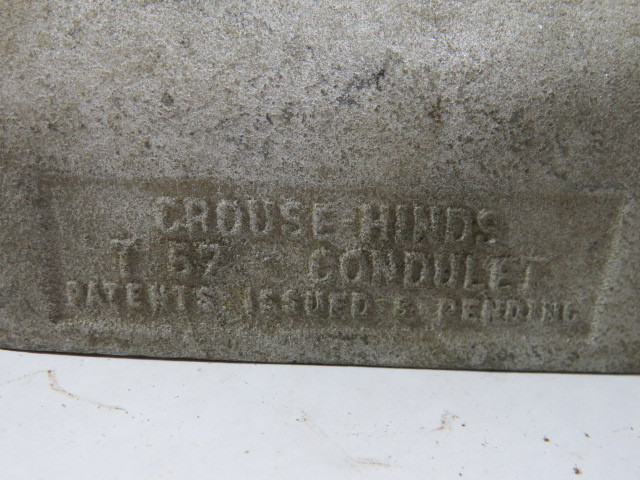 CROUSE-HINDS
T 57 - CONDULET
PATENTS ISSUED & PENDING